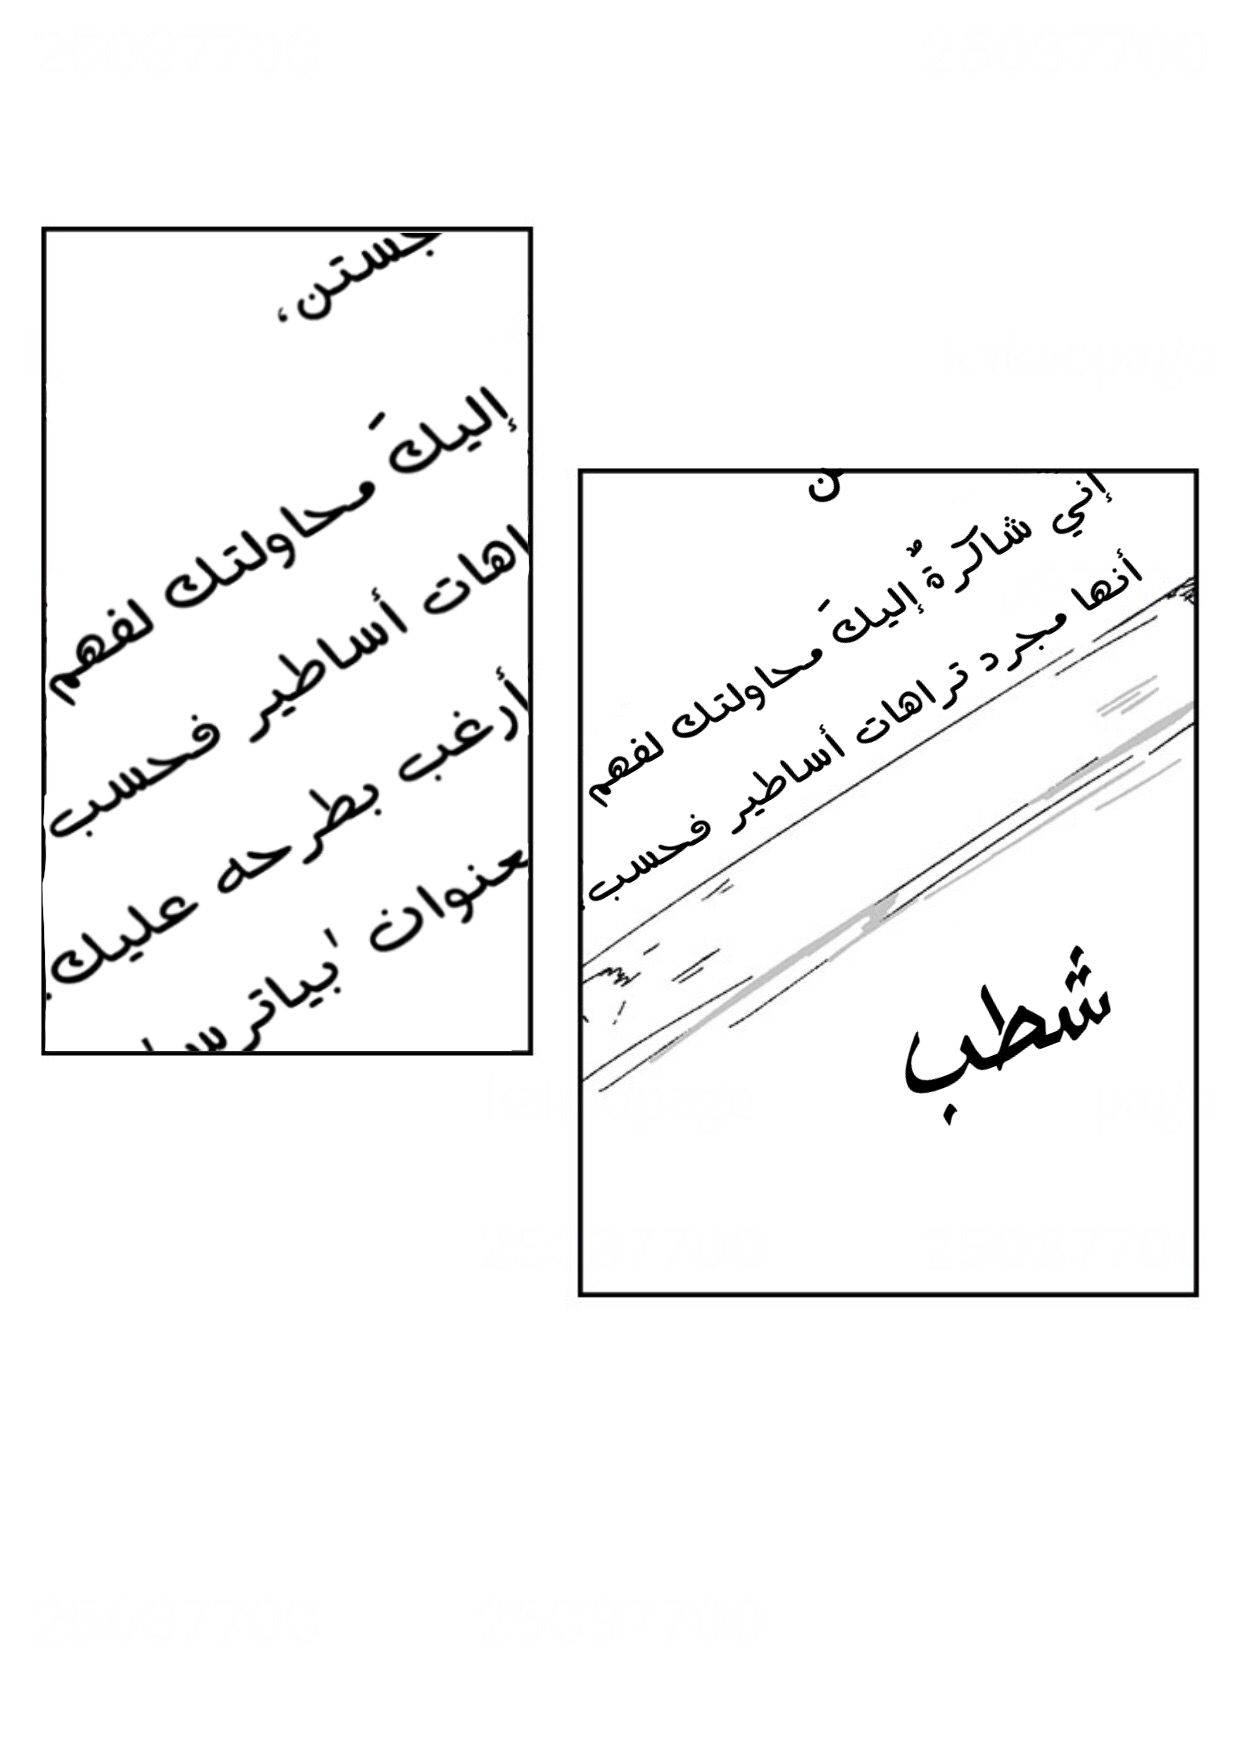 إني شاكرةٌ إليكَ محاولتك لفهم
أنها مجرد تراهات أساطير فحسب
شطب
جستن،
إليكَ محاولتك لفهم
اهات أساطير فحسب
أرغب بطرحه عليك.
عنوان 'بياترس